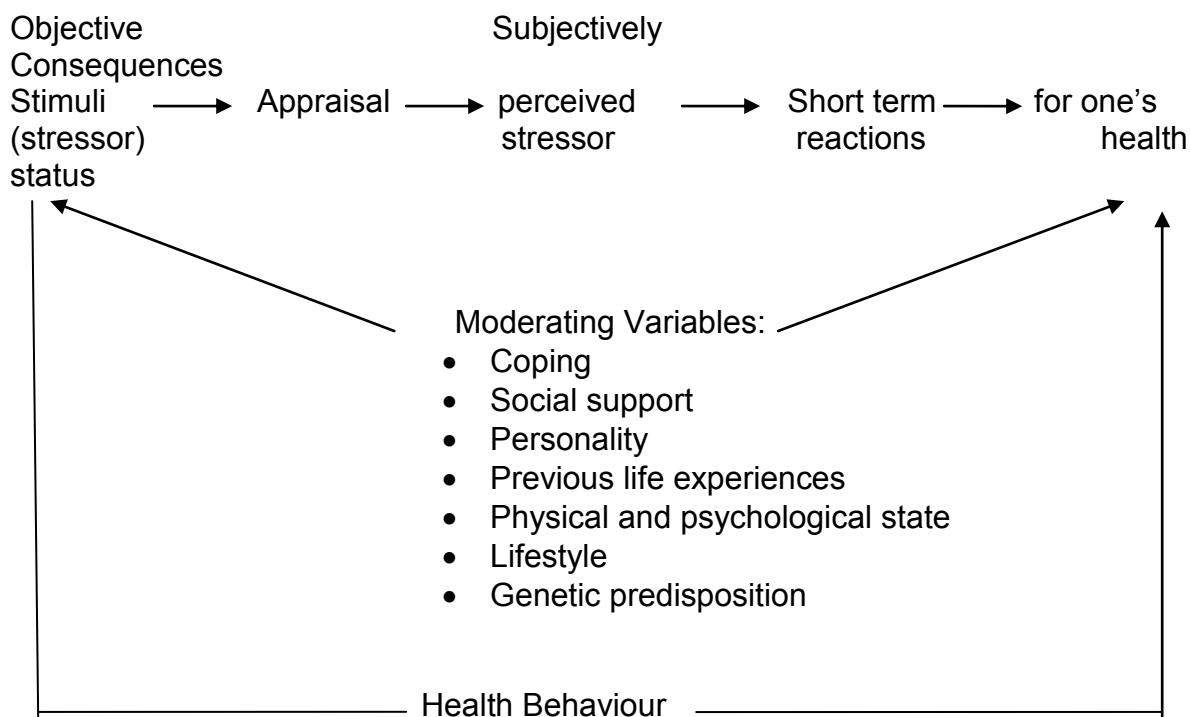 Objective Subjectively
Consequences
Stimuli Appraisal perceived Short term for one’s
(stressor) stressor reactions health
status
Moderating Variables:
• Coping
• Social support
• Personality
• Previous life experiences
• Physical and psychological state
• Lifestyle
• Genetic predisposition
Health Behaviour